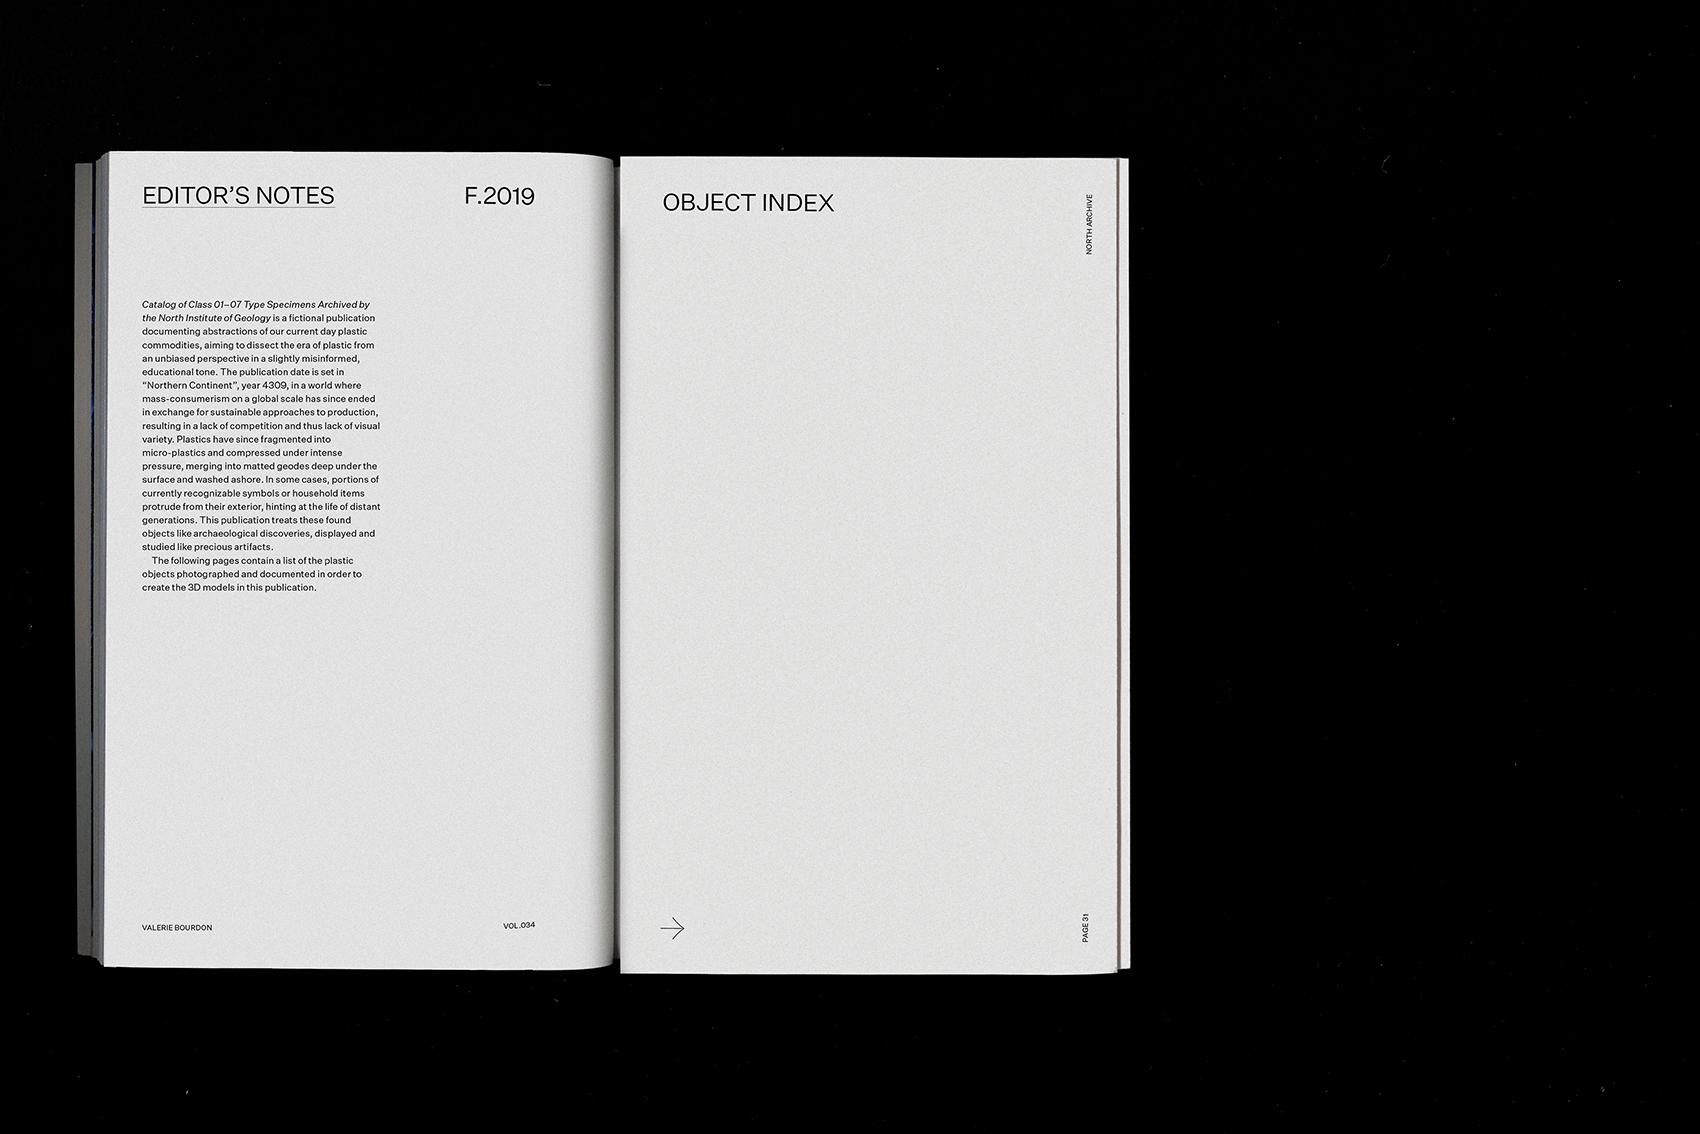 EDITOR’S NOTES
F.2019
Catalog of Class 01–07 Type Specimens Archived by
the North Institute of Geology is a fictional publication
documenting abstractions of our current day plastic
commodities, aiming to dissect the era of plastic from
an unbiased perspective in a slightly misinformed,
educational tone. The publication date is set in
“Northern Continent”, year 4309, in a world where
mass-consumerism on a global scale has since ended
in exchange for sustainable approaches to production,
resulting in a lack of competition and thus lack of visual
variety. Plastics have since fragmented into
micro-plastics and compressed under intense
pressure, merging into matted geodes deep under the
surface and washed ashore. In some cases, portions of
currently recognizable symbols or household items
protrude from their exterior, hinting at the life of distant
generations. This publication treats these found
objects like archaeological discoveries, displayed and
studied like precious artifacts.
The following pages contain a list of the plastic
objects photographed and documented in order to
create the 3D models in this publication.
VALERIE BOURDON
VOL.034
OBJECT INDEX
NORTH ARCHIVE
PAGE 31